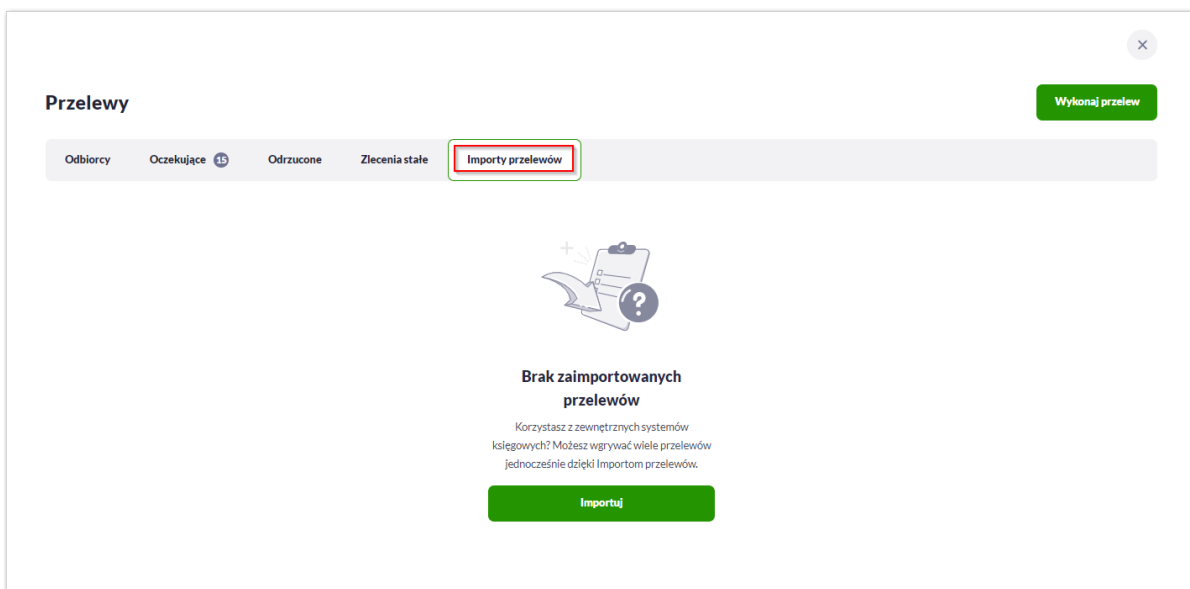 Przelewy
Wykonaj przelew
Odbiorcy Oczekujące 15 Odrzucone Zlecenia stałe Importy przelewów
?
Brak zaimportowanych
przelewów
Korzystasz z zewnętrznych systemów
księgowych? Możesz wgrywać wiele przelewów
jednocześnie dzięki Importom przelewów.
Importuj